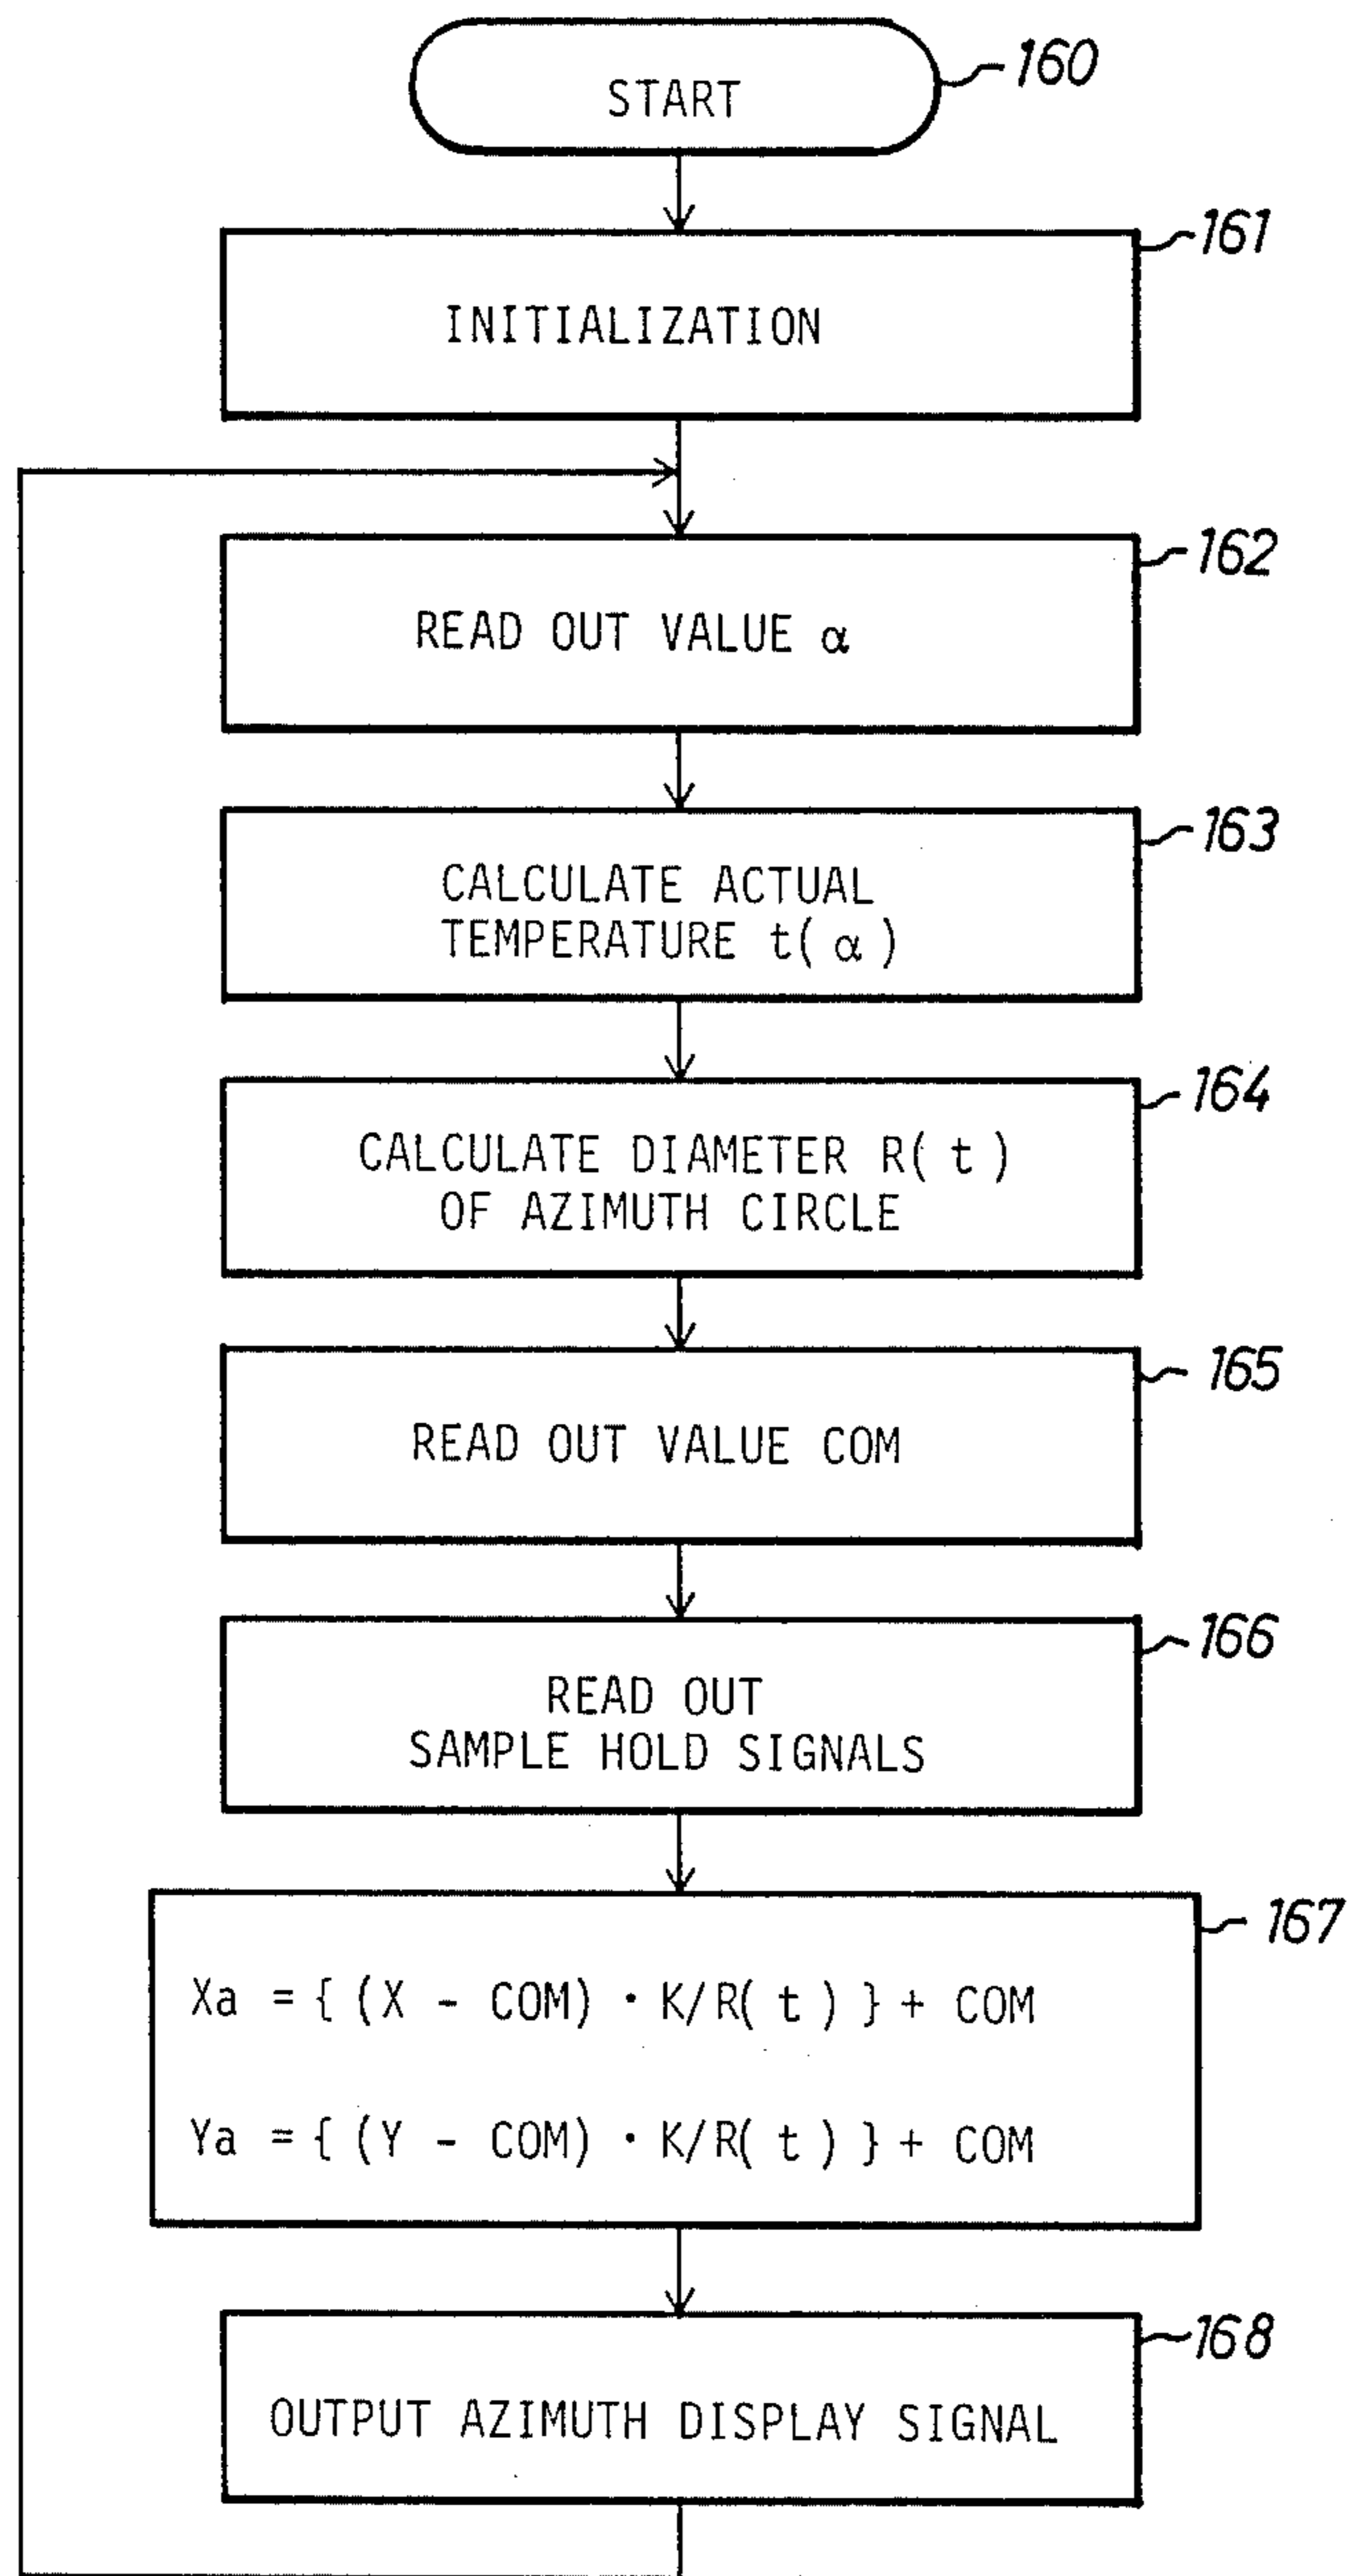 START
160
INITIALIZATION
161
READ OUT VALUE α
162
CALCULATE ACTUAL
TEMPERATURE t(α)
163
CALCULATE DIAMETER R(t)
OF AZIMUTH CIRCLE
164
READ OUT VALUE COM
165
READ OUT
SAMPLE HOLD SIGNALS
166
Xa = { (X - COM) · K/R(t) } + COM
Ya = { (Y - COM) · K/R(t) } + COM
167
OUTPUT AZIMUTH DISPLAY SIGNAL
168